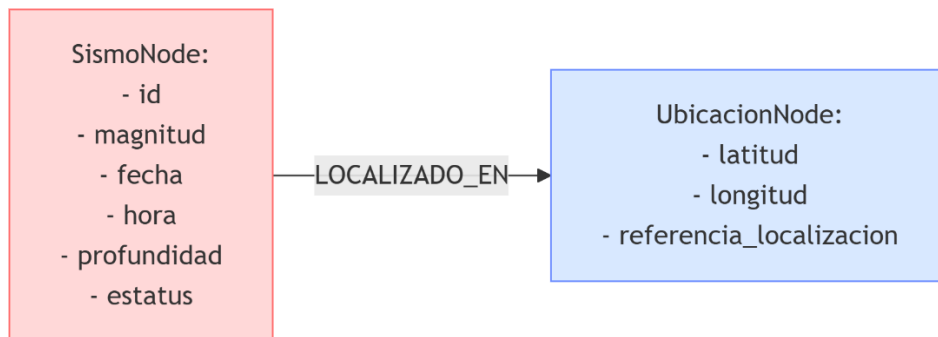 SismoNode:
- id
- magnitud
- fecha
- hora
- profundidad
- estatus
LOCALIZADO_EN
UbicacionNode:
- latitud
- longitud
- referencia_localizacion